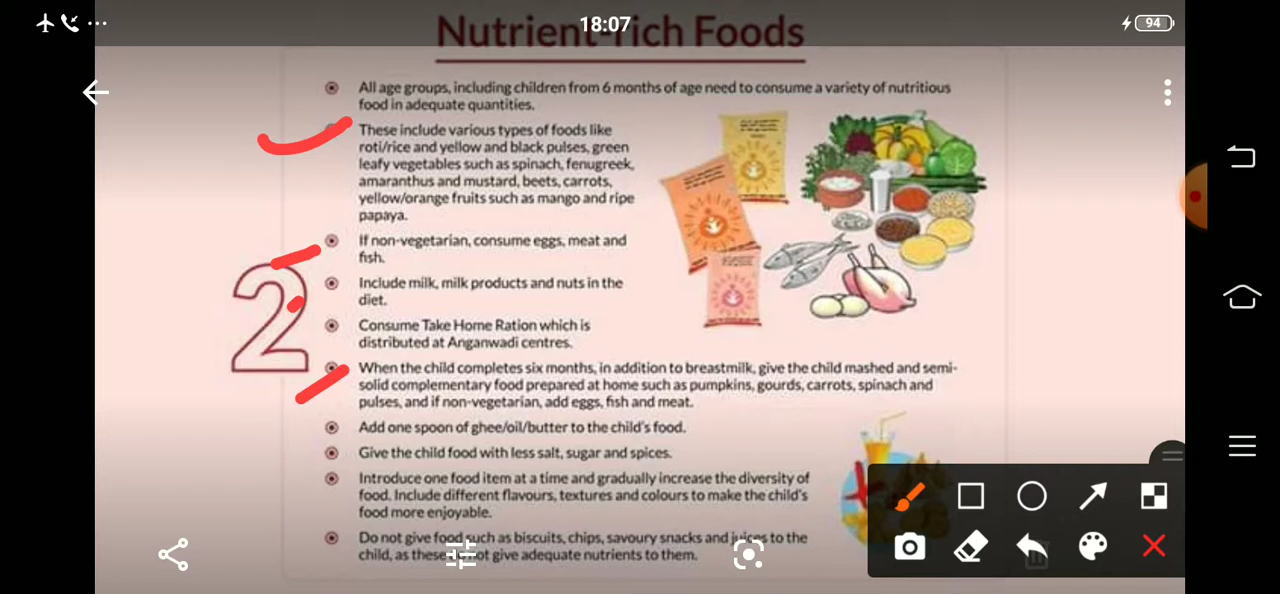 18:07
94
Nutrient-rich Foods
All age groups, including children from 6 months of age need to consume a variety of nutritious
food in adequate quantities.
These include various types of foods like
roti/rice and yellow and black pulses, green
leafy vegetables such as spinach, fenugreek,
amaranthus and mustard, beets, carrots,
yellow/orange fruits such as mango and ripe
papaya.
If non-vegetarian, consume eggs, meat and
fish.
2
Include milk, milk products and nuts in the
diet.
Consume Take Home Ration which is
distributed at Anganwadi centres.
When the child completes six months, in addition to breastmilk, give the child mashed and semi-
solid complementary food prepared at home such as pumpkins, gourds, carrots, spinach and
pulses, and if non-vegetarian, add eggs, fish and meat.
Add one spoon of ghee/oil/butter to the child's food.
Give the child food with less salt, sugar and spices.
Introduce one food item at a time and gradually increase the diversity of
food. Include different flavours, textures and colours to make the child's
food more enjoyable.
Do not give food such as biscuits, chips, savoury snacks and juices to the
child, as these do not give adequate nutrients to them.